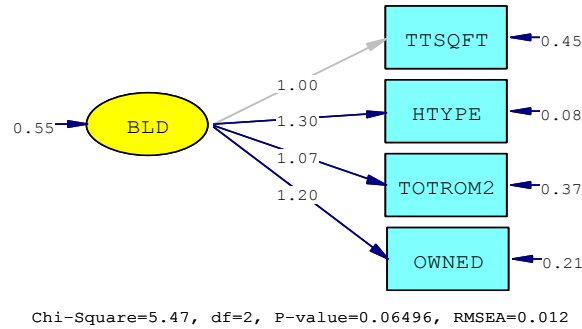 TTSQFT
0.45
1.00
HTYPE
0.08
1.30
0.55
BLD
1.07
TOTROM2
0.37
1.20
OWNED
0.21
Chi-Square=5.47, df=2, P-value=0.06496, RMSEA=0.012